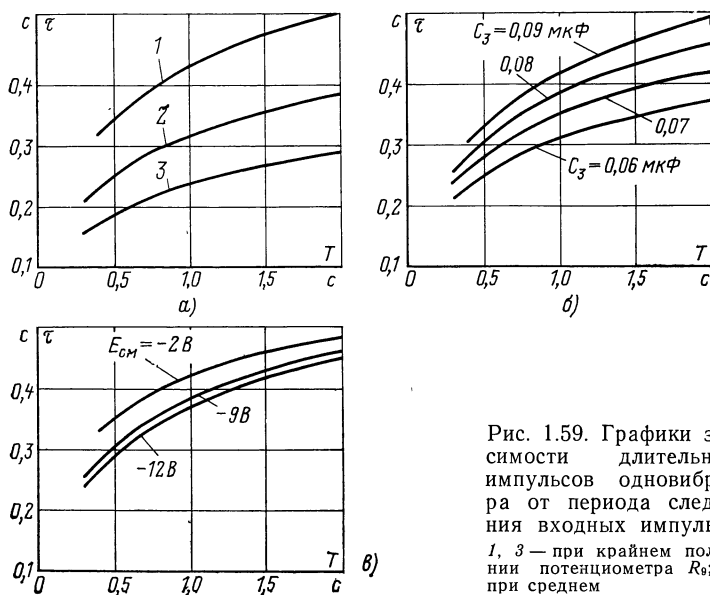 с τ
1
2
3
0,4
0,3
0,2
0,1
0 0,5 1,0 1,5 T с
а)
с τ
C₃=0,09 мкФ
0,08
0,07
C₃=0,06 мкФ
0,4
0,3
0,2
0,1
0 0,5 1,0 1,5 T с
б)
с τ
Eсм=-2В
-9В
-12В
0,4
0,3
0,2
0,1
0 0,5 1,0 1,5 T с
в)
Рис. 1.59. Графики з
симости длительн
импульсов одновибр
ра от периода след
ния входных импуль
1, 3 — при крайнем пол
нии потенциометра R₉;
при среднем